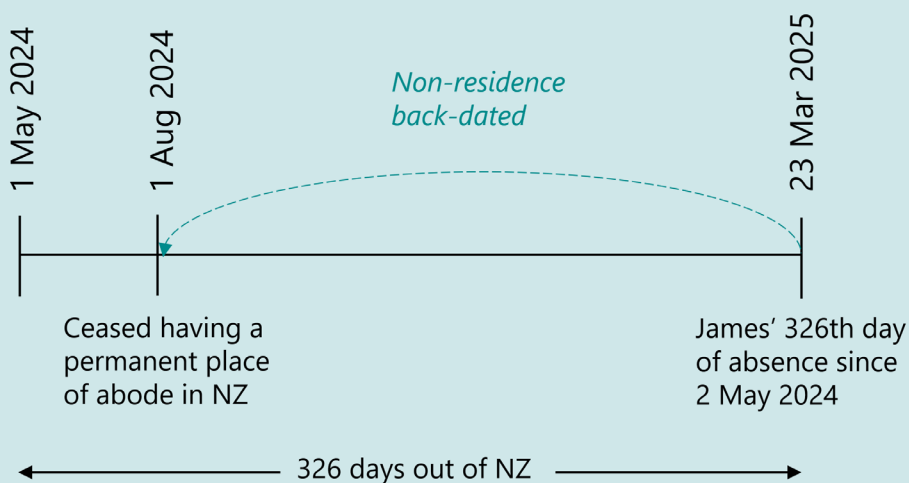 1 May 2024
1 Aug 2024
Non-residence
back-dated
23 Mar 2025
Ceased having a
permanent place
of abode in NZ
James’ 326th day
of absence since
2 May 2024
326 days out of NZ